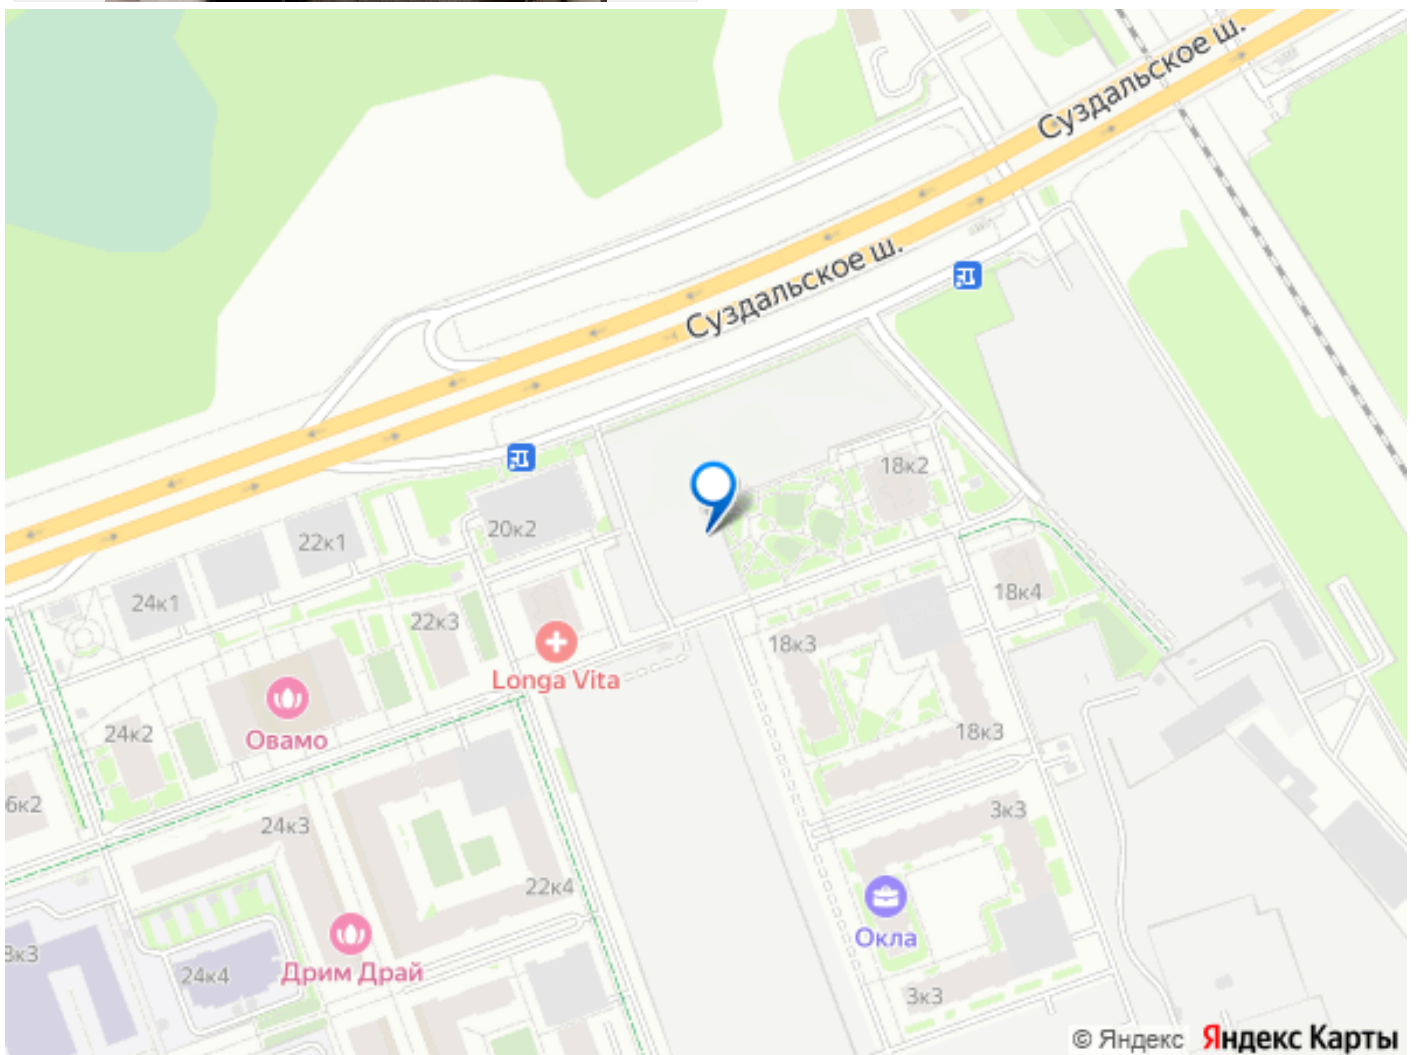 Суздальское ш.
Суздальское ш.
18к2
20к2
22к1
24к1
22к3
18к4
18к3
Longa Vita
24к2
Овамо
18к3
6к2
24к3
3к3
22к4
Окла
3к3
24к4
Дрим Драй
3к3
© Яндекс Яндекс Карты